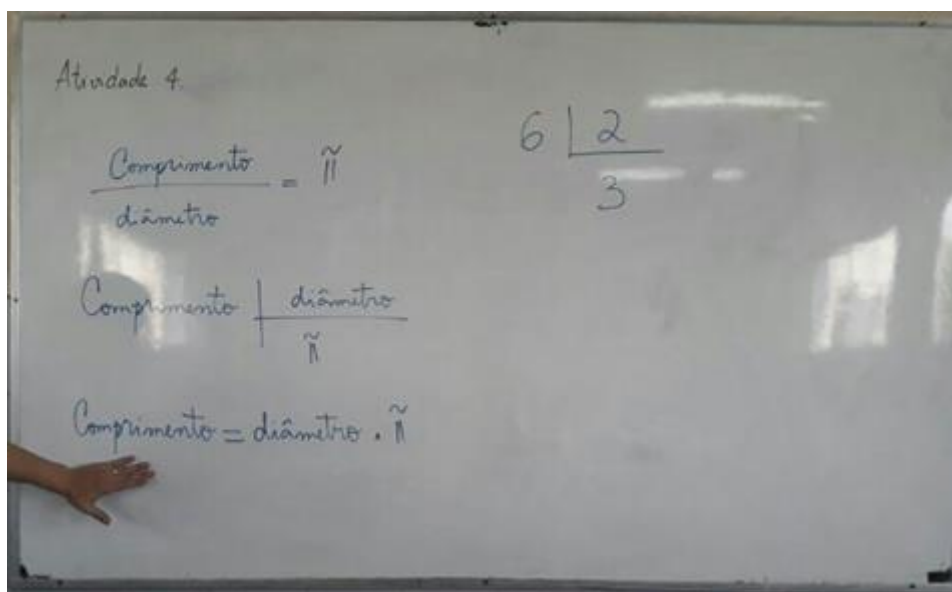 Atividade 4.
Comprimento
diâmetro
= π
Comprimento | diâmetro
π
Comprimento = diâmetro . π
6 | 2
3